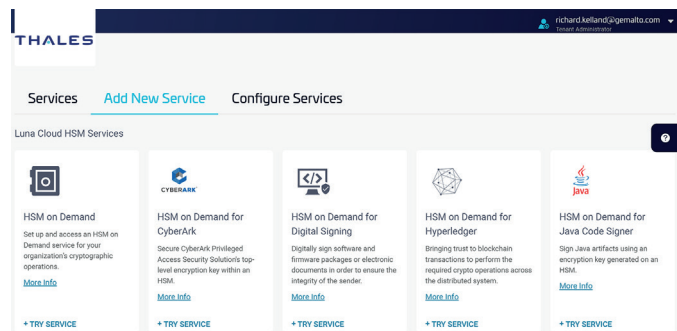 richard.kelland@gemalto.com
Tenant Administrator
THALES
Services Add New Service Configure Services
Luna Cloud HSM Services
?
CYBERARK
Java
HSM on Demand
Set up and access an HSM on
Demand service for your
organization's cryptographic
operations.
More Info
+ TRY SERVICE
HSM on Demand for
CyberArk
Secure CyberArk Privileged
Access Security Solution's top-
level encryption key within an
HSM.
More Info
+ TRY SERVICE
HSM on Demand for
Digital Signing
Digitally sign software and
firmware packages or electronic
documents in order to ensure the
integrity of the sender.
More Info
+ TRY SERVICE
HSM on Demand for
Hyperledger
Bringing trust to blockchain
transactions to perform the
required crypto operations across
the distributed system.
More Info
+ TRY SERVICE
HSM on Demand for
Java Code Signer
Sign Java artifacts using an
encryption key generated on an
HSM.
More Info
+ TRY SERVICE